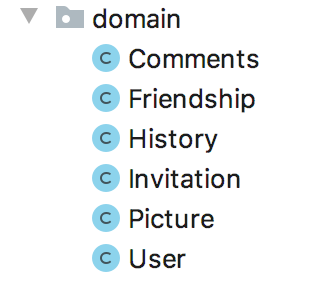 domain
C Comments
C Friendship
C History
C Invitation
C Picture
C User